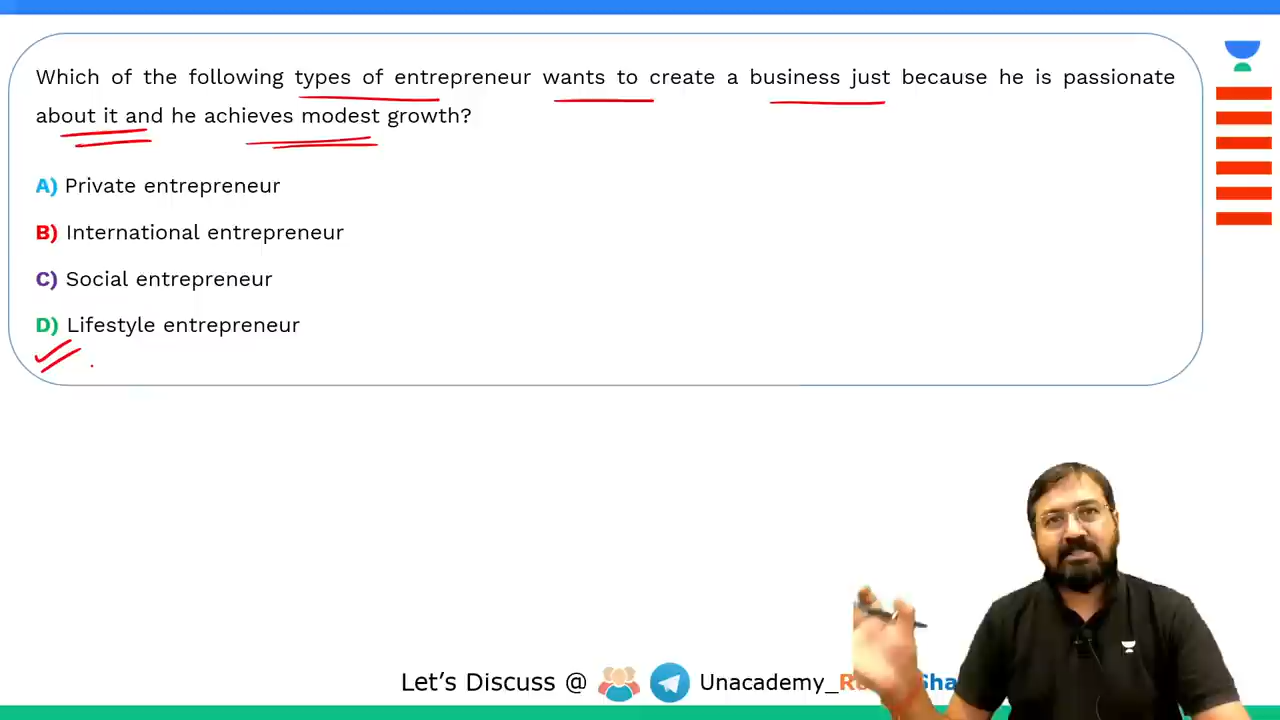 Which of the following types of entrepreneur wants to create a business just because he is passionate
about it and he achieves modest growth?
A) Private entrepreneur
B) International entrepreneur
C) Social entrepreneur
D) Lifestyle entrepreneur
Let's Discuss @ Unacademy_